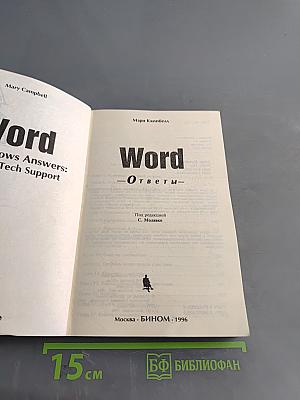 Mary Campbell
Word
ows Answers:
Tech Support
Мэри Кэмпбелл
Word
–Ответы–
Под редакцией
С. Молявко
Москва - БИНОМ - 1996
15 см
БФ БИБЛИОФАН